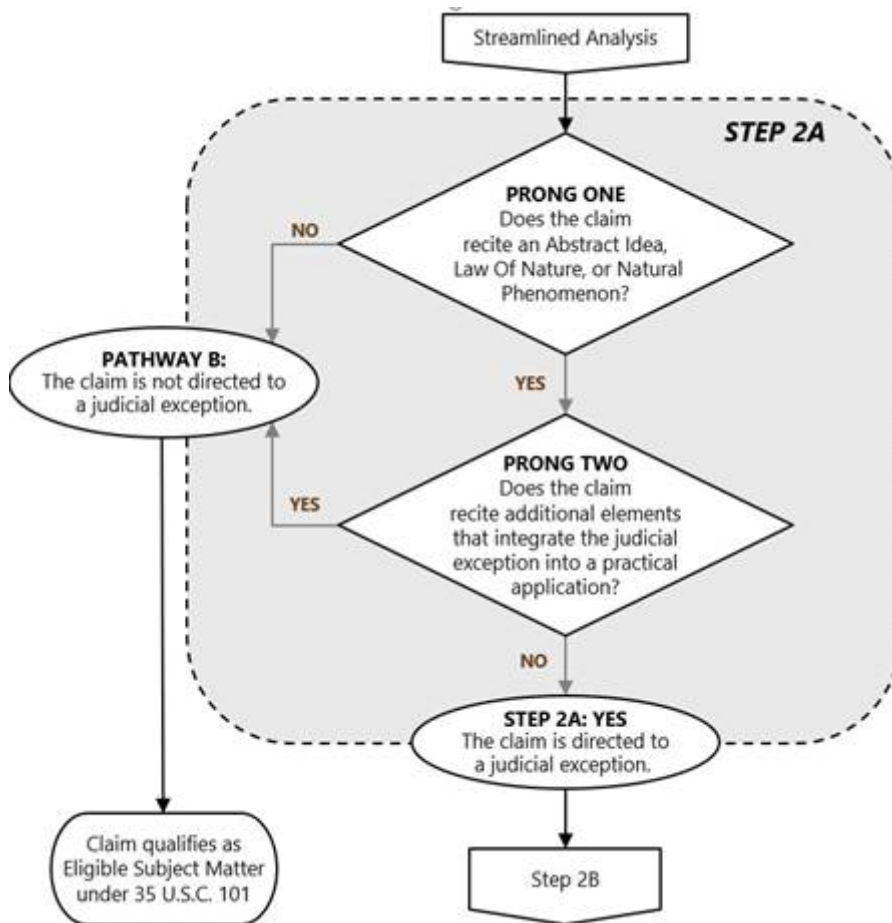 Streamlined Analysis
STEP 2A
PRONG ONE
Does the claim
recite an Abstract Idea,
Law Of Nature, or Natural
Phenomenon?
NO
YES
PATHWAY B:
The claim is not directed to
a judicial exception.
PRONG TWO
Does the claim
recite additional elements
that integrate the judicial
exception into a practical
application?
YES
NO
STEP 2A: YES
The claim is directed to
a judicial exception.
Claim qualifies as
Eligible Subject Matter
under 35 U.S.C. 101
Step 2B